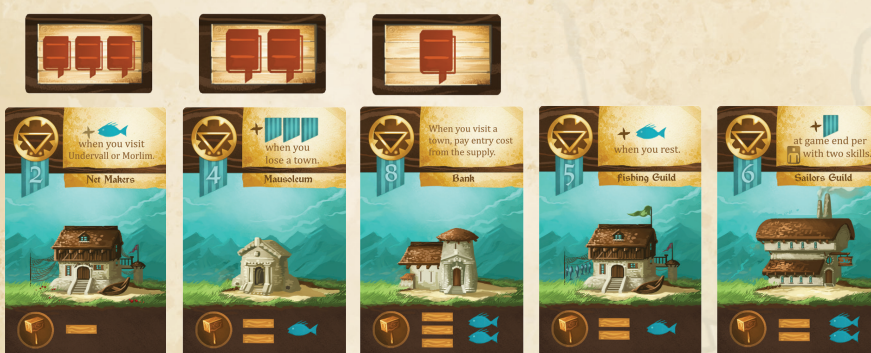 when you visit
Undervall or Morlim.
2
Net Makers
when you
lose a town.
4
Mausoleum
When you visit a
town, pay entry cost
from the supply.
8
Bank
when you rest.
5
Fishing Guild
at game end per
with two skills.
6
Sailors Guild